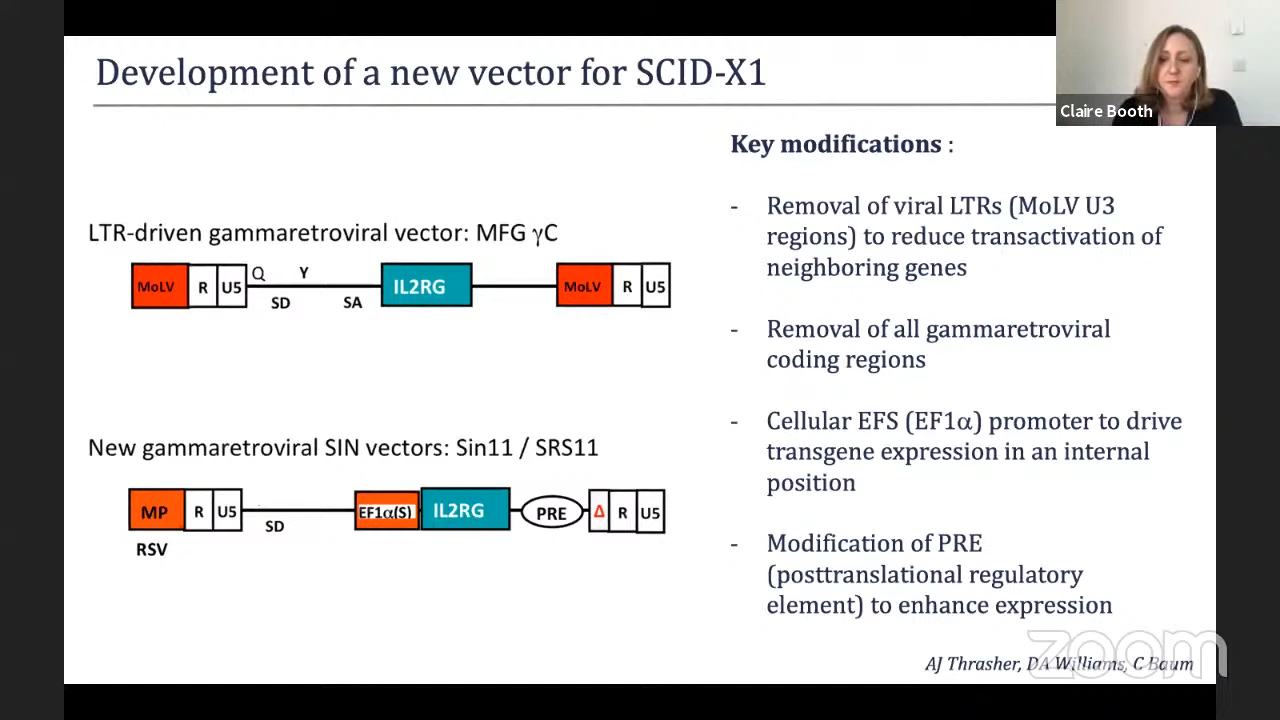 Development of a new vector for SCID-X1
Claire Booth
LTR-driven gammaretroviral vector: MFG γC
MoLV R U5 Q Y IL2RG MoLV R U5
SD SA
New gammaretroviral SIN vectors: Sin11 / SRS11
MP R U5 EF1α(S) IL2RG PRE Δ R U5
SD
RSV
Key modifications :
- Removal of viral LTRs (MoLV U3
regions) to reduce transactivation of
neighboring genes
- Removal of all gammaretroviral
coding regions
- Cellular EFS (EF1α) promoter to drive
transgene expression in an internal
position
- Modification of PRE
(posttranslational regulatory
element) to enhance expression
AJ Thrasher, DA Williams, C Baum
zoom